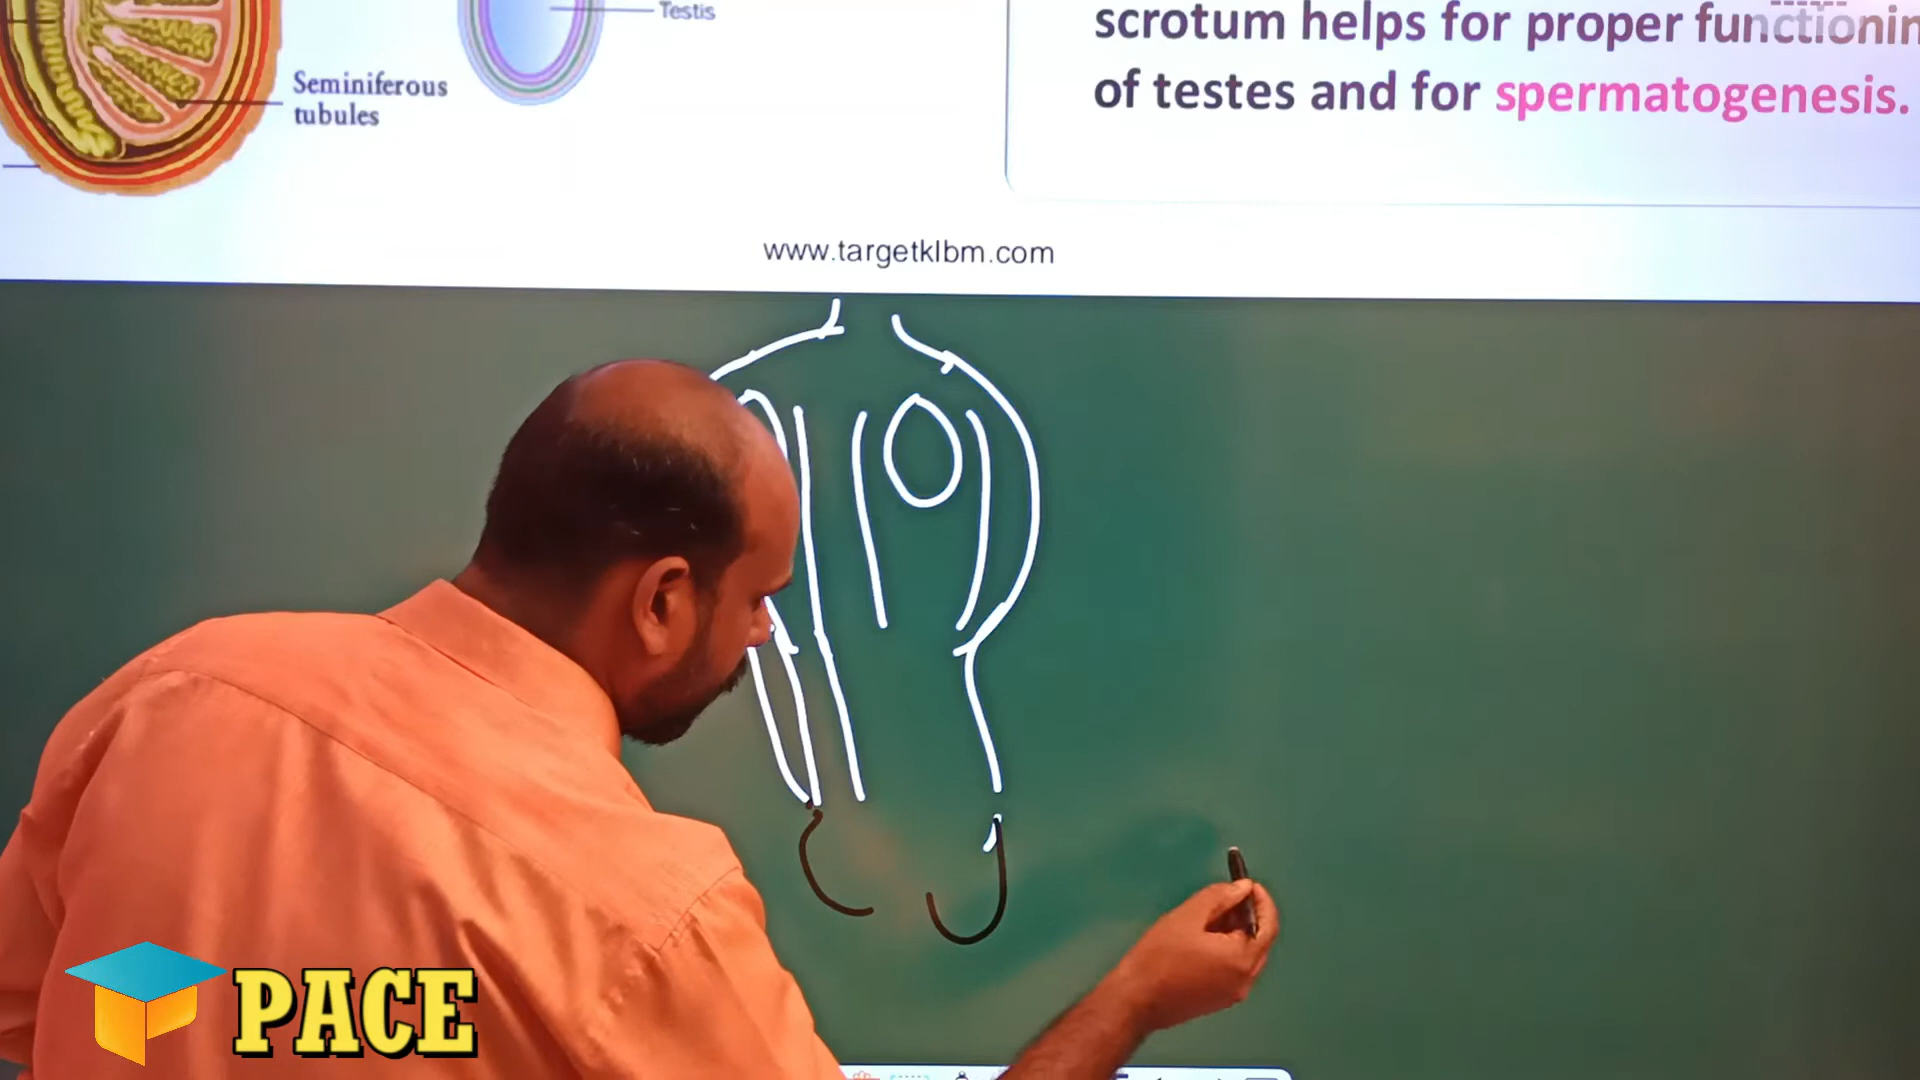 Testis
scrotum helps for proper functionin
of testes and for spermatogenesis.
Seminiferous
tubules
www.targetklbm.com
PACE